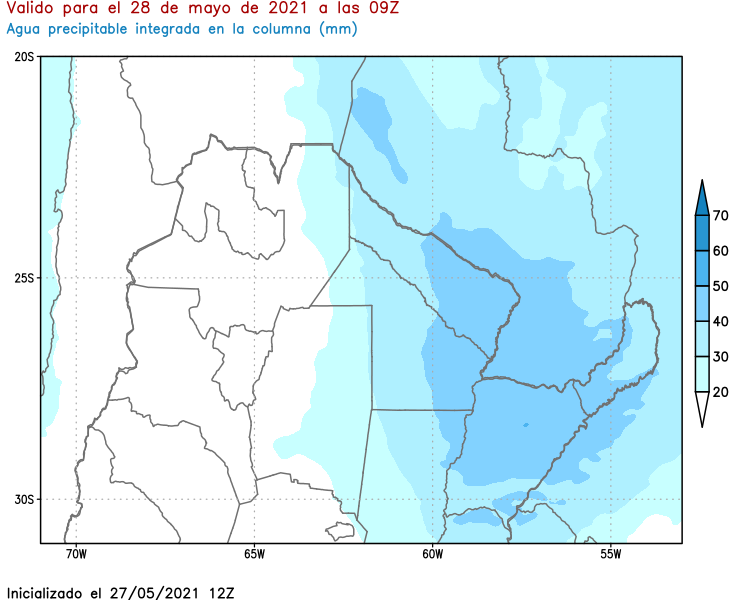 Valido para el 28 de mayo de 2021 a las 09Z
Agua precipitable integrada en la columna (mm)
20S
25S
30S
70W
65W
60W
55W
70
60
50
40
30
20
Inicializado el 27/05/2021 12Z